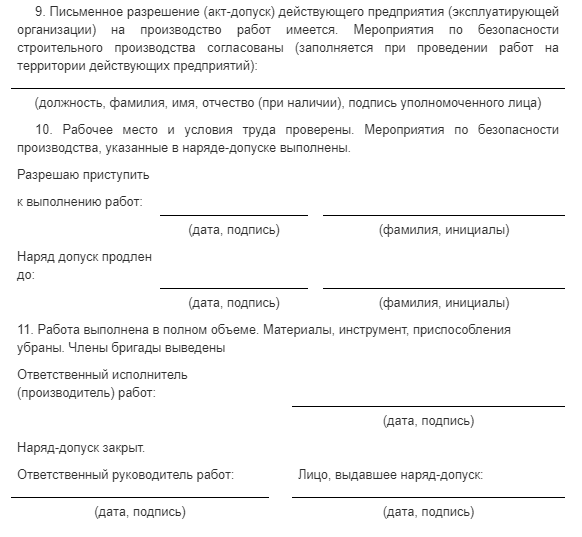 9. Письменное разрешение (акт-допуск) действующего предприятия (эксплуатирующей
организации) на производство работ имеется. Мероприятия по безопасности
строительного производства согласованы (заполняется при проведении работ на
территории действующих предприятий):
(должность, фамилия, имя, отчество (при наличии), подпись уполномоченного лица)
10. Рабочее место и условия труда проверены. Мероприятия по безопасности
производства, указанные в наряде-допуске выполнены.
Разрешаю приступить
к выполнению работ:
(дата, подпись) (фамилия, инициалы)
Наряд допуск продлен
до:
(дата, подпись) (фамилия, инициалы)
11. Работа выполнена в полном объеме. Материалы, инструмент, приспособления
убраны. Члены бригады выведены
Ответственный исполнитель
(производитель) работ:
(дата, подпись)
Наряд-допуск закрыт.
Ответственный руководитель работ: Лицо, выдавшее наряд-допуск:
(дата, подпись) (дата, подпись)